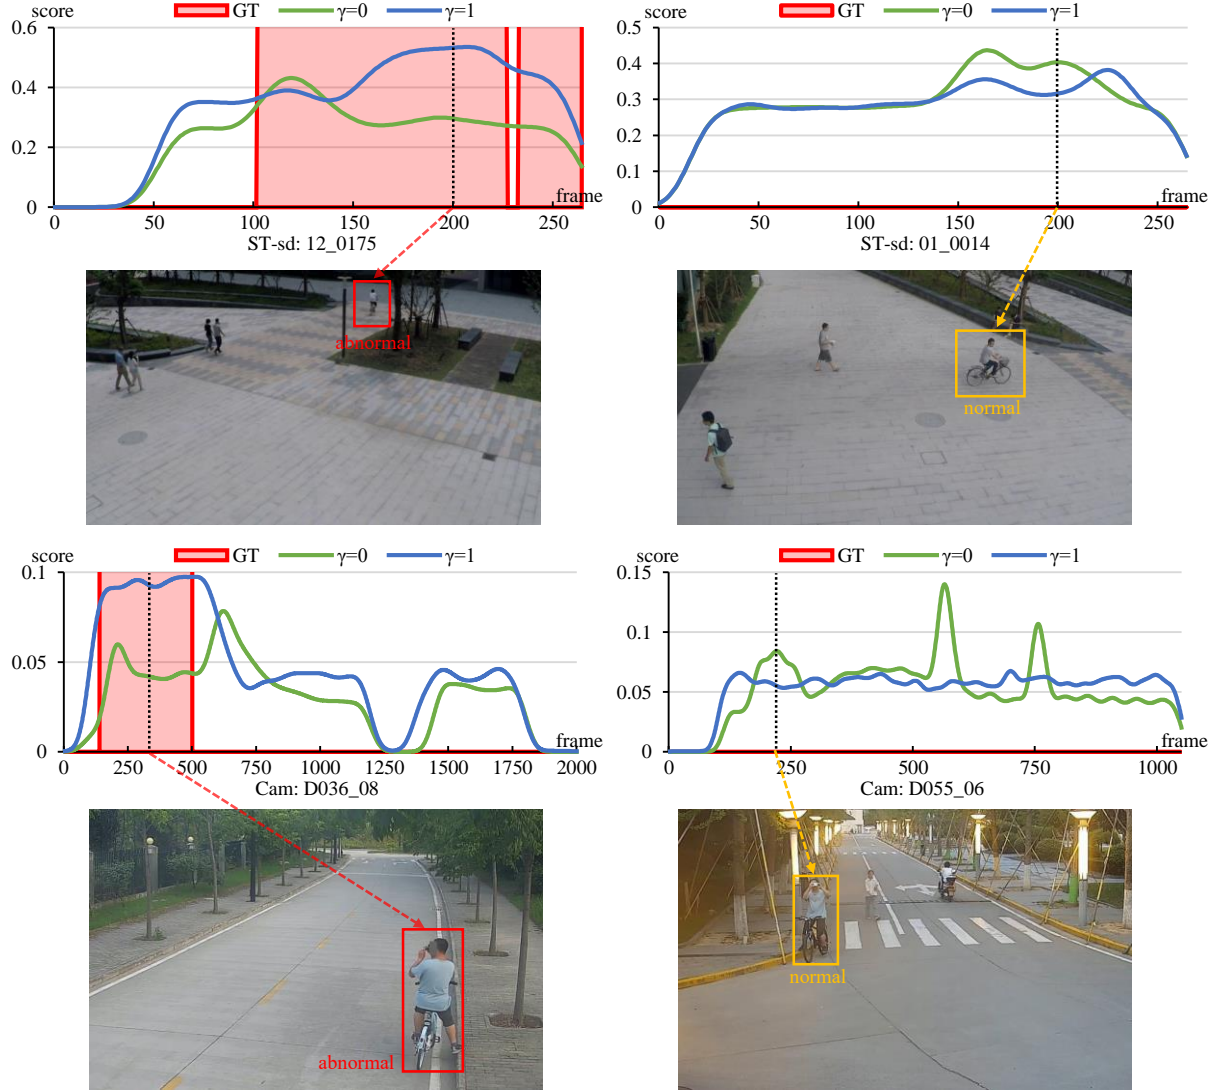 score GT γ=0 γ=1
0.6
0.4
0.2
0
frame
0 50 100 150 200 250
ST-sd: 12_0175
abnormal
score GT γ=0 γ=1
0.5
0.4
0.3
0.2
0.1
0
frame
0 50 100 150 200 250
ST-sd: 01_0014
normal
score GT γ=0 γ=1
0.1
0.05
0
frame
0 250 500 750 1000 1250 1500 1750 2000
Cam: D036_08
abnormal
score GT γ=0 γ=1
0.15
0.1
0.05
0
frame
0 250 500 750 1000
Cam: D055_06
normal